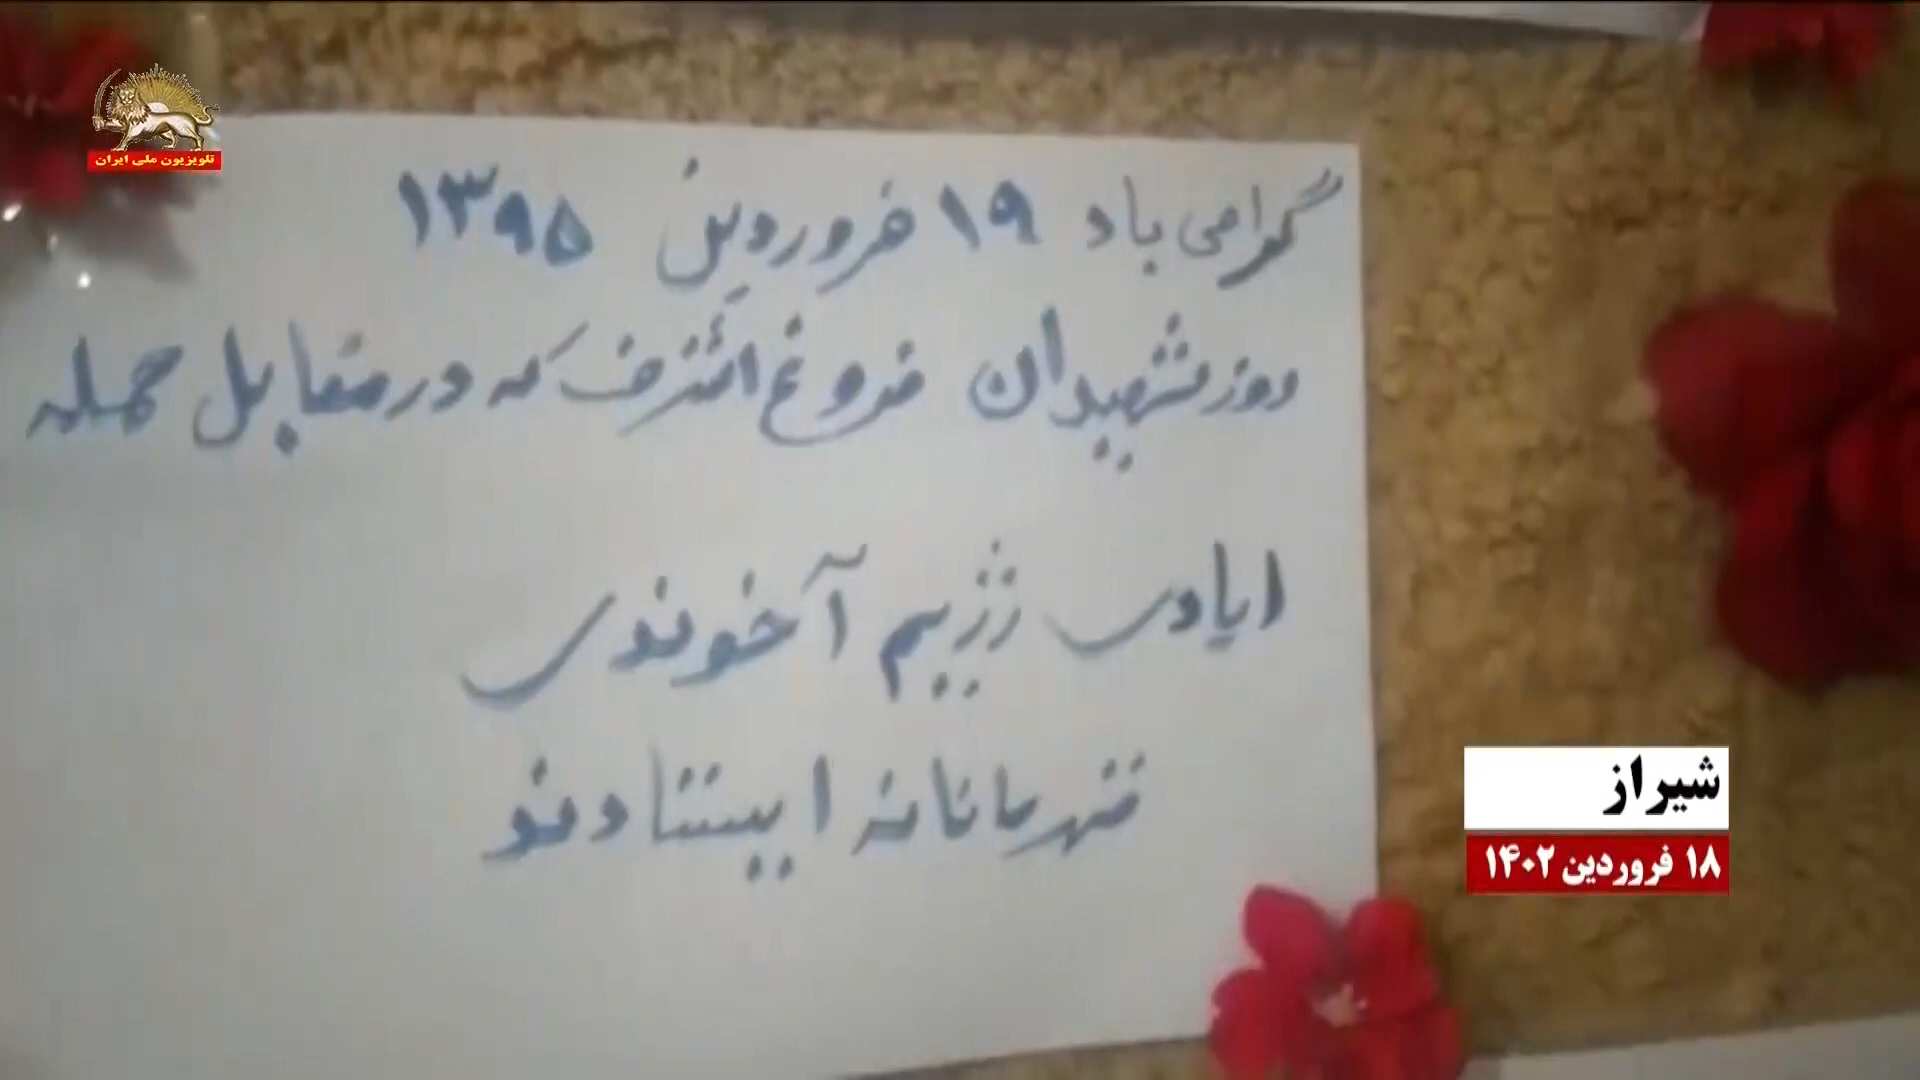 تلویزیون ملی ایران
گرامی باد ۱۹ فروردین ۱۳۹۵
روز شهیدان فروغ اشرف که در مقابل حمله
ایادی رژیم آخوندی
قهرمانانه ایستادند
شیراز
۱۸ فروردین ۱۴۰۲